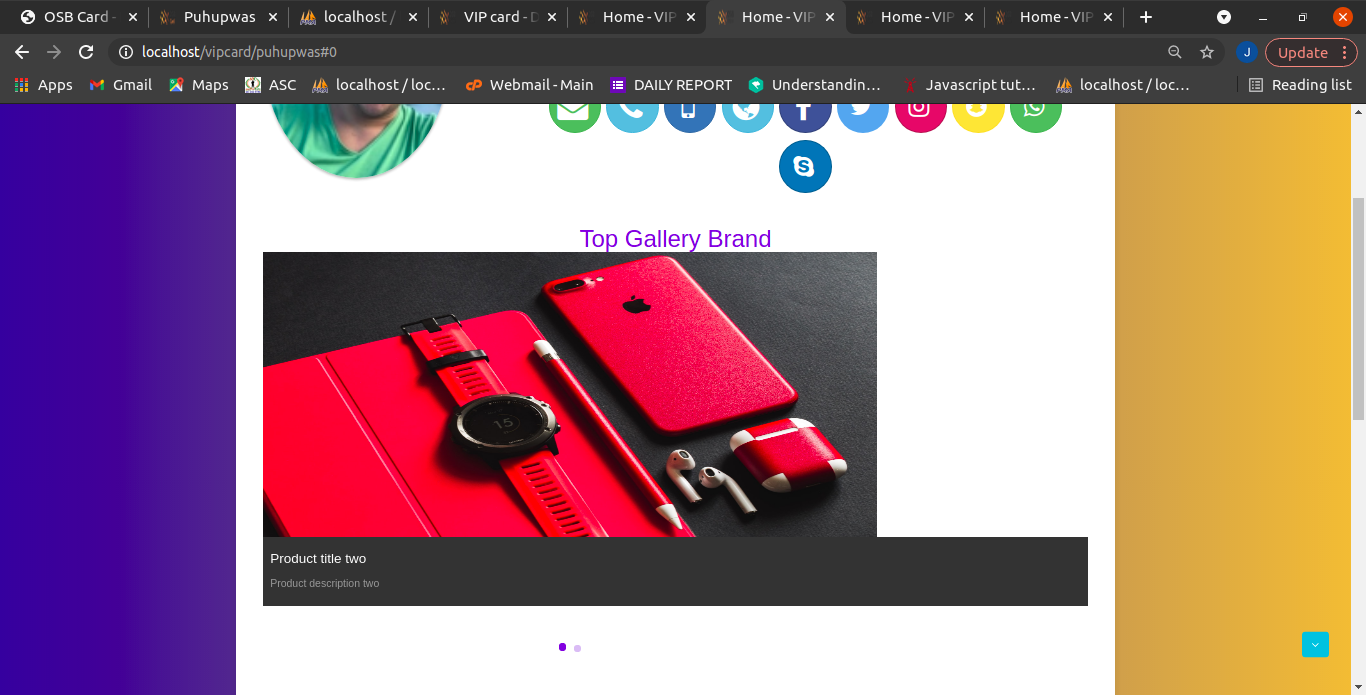 OSB Card -
Puhupwas
localhost /
VIP card - D
Home - VIP
Home - VIP
Home - VIP
Home - VIP
localhost/vipcard/puhupwas#0
J
Update
Apps
Gmail
Maps
ASC
localhost / loc...
Webmail - Main
DAILY REPORT
Understandin...
Javascript tut...
localhost / loc...
Reading list
Top Gallery Brand
15
Product title two
Product description two